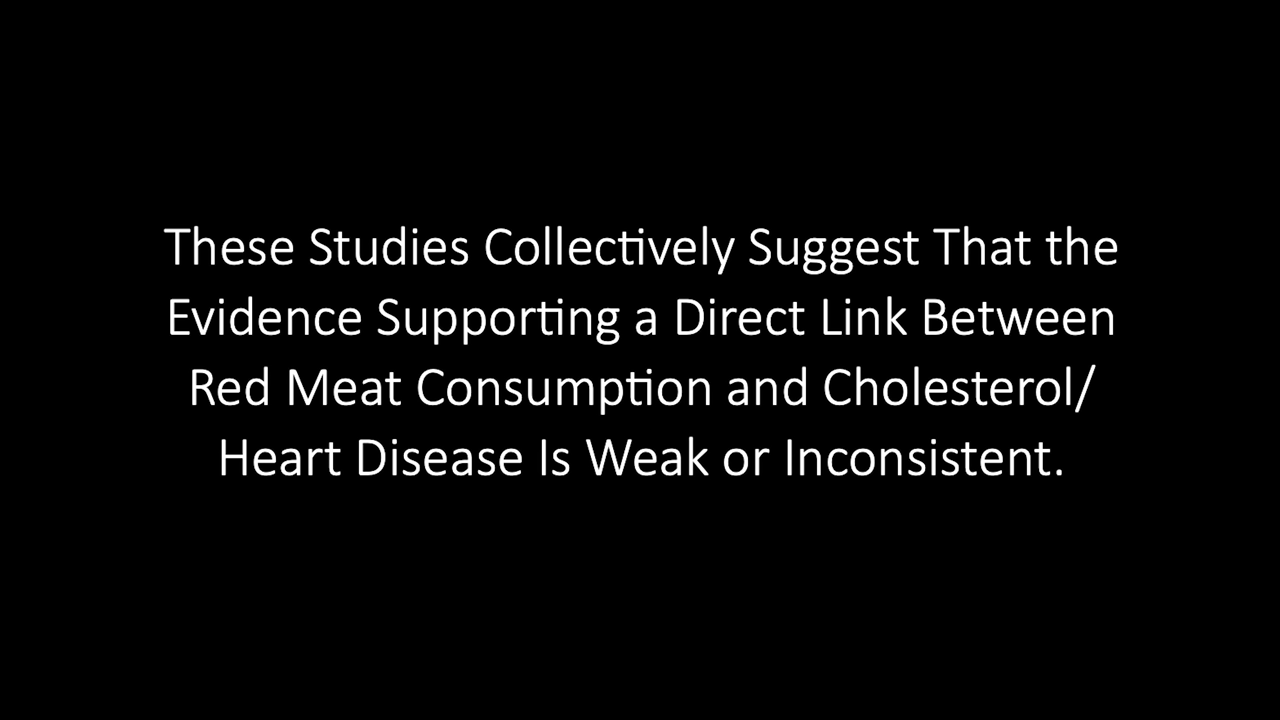 These Studies Collectively Suggest That the
Evidence Supporting a Direct Link Between
Red Meat Consumption and Cholesterol/
Heart Disease Is Weak or Inconsistent.